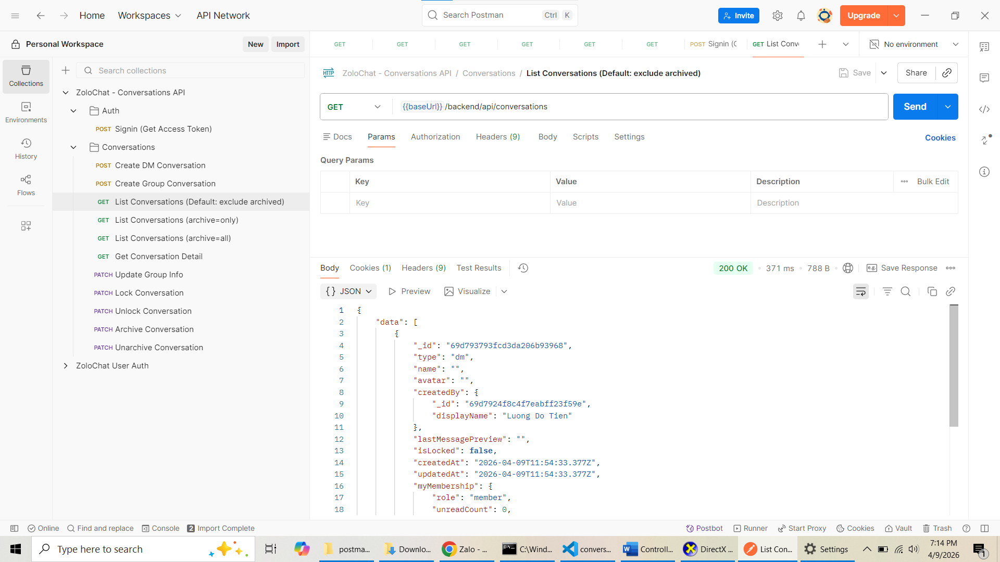 Home Workspaces API Network
Search Postman Ctrl K
Invite Upgrade
Personal Workspace New Import
GET GET GET GET GET GET POST Signin (G GET List Conv
No environment
Collections
Environments
History
Flows
Search collections
ZoloChat - Conversations API
Auth
POST Signin (Get Access Token)
Conversations
POST Create DM Conversation
POST Create Group Conversation
GET List Conversations (Default: exclude archived)
GET List Conversations (archive=only)
GET List Conversations (archive=all)
GET Get Conversation Detail
PATCH Update Group Info
PATCH Lock Conversation
PATCH Unlock Conversation
PATCH Archive Conversation
PATCH Unarchive Conversation
ZoloChat User Auth
HTTP ZoloChat - Conversations API / Conversations / List Conversations (Default: exclude archived)
Save Share
GET {{baseUrl}}/backend/api/conversations
Send
Docs Params Authorization Headers (9) Body Scripts Settings Cookies
Query Params
Key Value Description Bulk Edit
Key Value Description
Body Cookies (1) Headers (9) Test Results
200 OK 371 ms 788 B e.g. Save Response
{} JSON Preview Visualize
1 {
2 "data": [
3 {
4 "_id": "69d793793fcd3da206b93968",
5 "type": "dm",
6 "name": "",
7 "avatar": "",
8 "createdBy": {
9 "_id": "69d7924f8c4f7eabff23f59e",
10 "displayName": "Luong Do Tien"
11 },
12 "lastMessagePreview": "",
13 "isLocked": false,
14 "createdAt": "2026-04-09T11:54:33.377Z",
15 "updatedAt": "2026-04-09T11:54:33.377Z",
16 "myMembership": {
17 "role": "member",
18 "unreadCount": 0,
Online Find and replace Console 2 Import Complete
Postbot Runner Start Proxy Cookies Vault Trash
Type here to search
postma... Downlo... Zalo - ... C:\Wind... convers... Controll... DirectX ... List Con... Settings
7:14 PM
4/9/2026
1